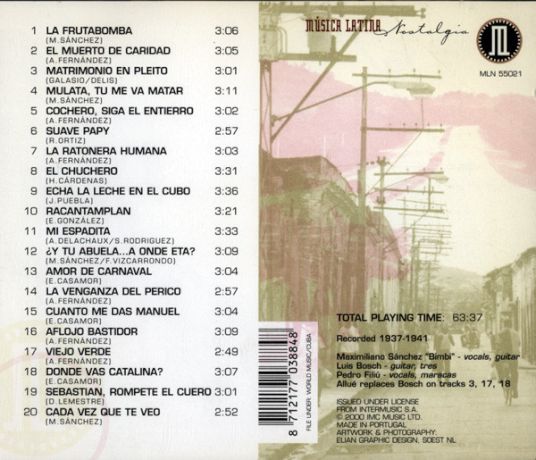 1 LA FRUTABOMBA 3:06
(M.SÁNCHEZ)
2 EL MUERTO DE CARIDAD 3:05
(A.FERNÁNDEZ)
3 MATRIMONIO EN PLEITO 3:01
(GALASIO/DELIS)
4 MULATA, TU ME VA MATAR 3:11
(M.SÁNCHEZ)
5 COCHERO, SIGA EL ENTIERRO 3:02
(A.FERNÁNDEZ)
6 SUAVE PAPY 2:57
(R.ORTIZ)
7 LA RATONERA HUMANA 3:03
(A.FERNÁNDEZ)
8 EL CHUCHERO 3:31
(H.CÁRDENAS)
9 ECHA LA LECHE EN EL CUBO 3:36
(J.PUEBLA)
10 RACANTAMPLAN 3:21
(E.GONZÁLEZ)
11 MI ESPADITA 3:33
(A.DELACHAUX/S.RODRIGUEZ)
12 ¿Y TU ABUELA...A ONDE ETA? 3:09
(M.SÁNCHEZ/F.VIZCARRONDO)
13 AMOR DE CARNAVAL 3:04
(E.CASAMOR)
14 LA VENGANZA DEL PERICO 2:57
(A.FERNÁNDEZ)
15 CUANTO ME DAS MANUEL 3:04
(E.CASAMOR)
16 AFLOJO BASTIDOR 3:09
(A.FERNÁNDEZ)
17 VIEJO VERDE 2:49
(A.FERNÁNDEZ)
18 DONDE VAS CATALINA? 3:07
(E.CASAMOR)
19 SEBASTIAN, ROMPETE EL CUERO 3:01
(D.LEMESTRE)
20 CADA VEZ QUE TE VEO 2:52
(M.SÁNCHEZ)
MÚSICA LATINA Nostalgia
MLN 55021
TOTAL PLAYING TIME: 63:37
Recorded 1937-1941
Maximiliano Sánchez "Bimbi" - vocals, guitar
Luis Bosch - guitar, tres
Pedro Filiú - vocals, maracas
Allué replaces Bosch on tracks 3, 17, 18
ISSUED UNDER LICENSE
FROM INTERMUSIC S.A.
© 2000 IMC MUSIC LTD.
MADE IN PORTUGAL
ARTWORK & PHOTOGRAPHY:
ELIAN GRAPHIC DESIGN, SOEST NL
8 712177 038848
FILE UNDER: WORLD MUSIC/CUBA